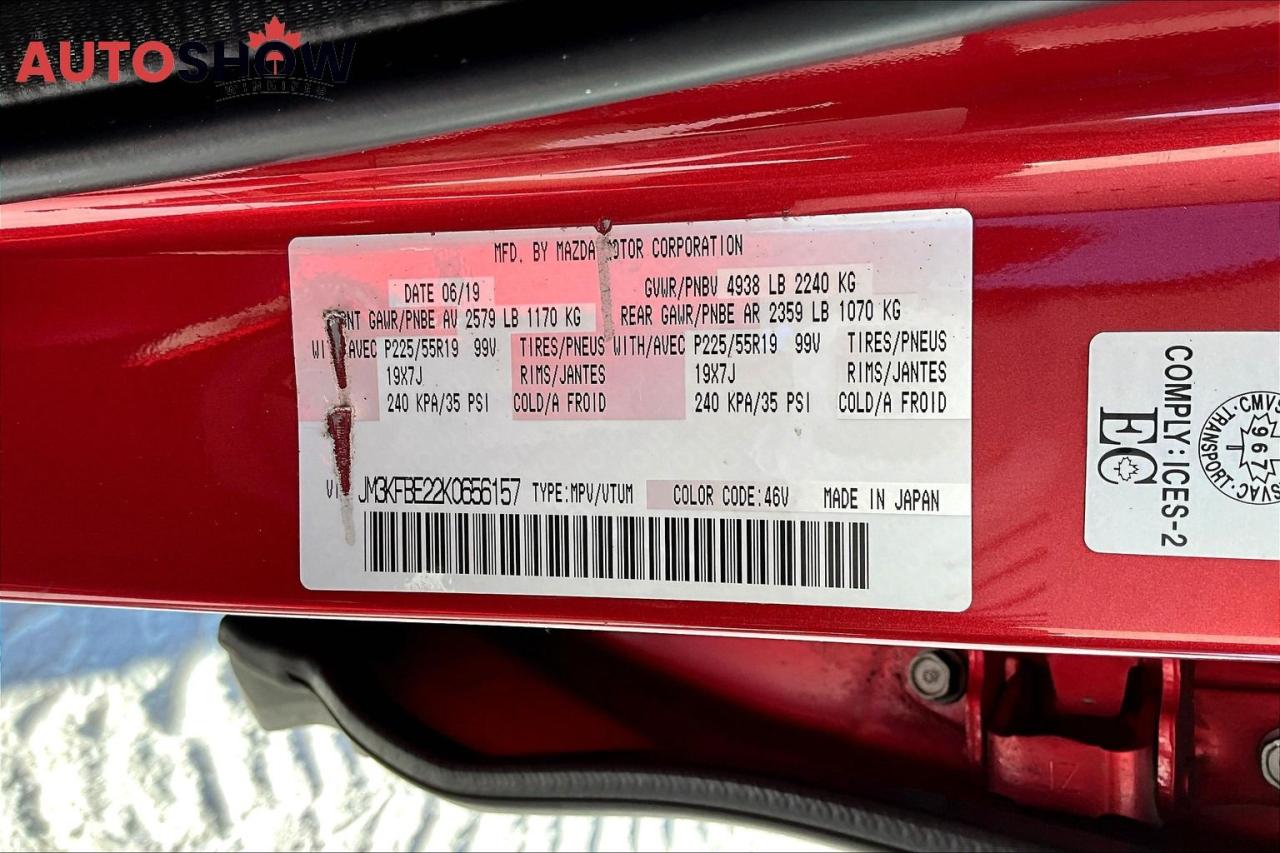 AUTOSHOW
WINNIPEG
MFD. BY MAZDA MOTOR CORPORATION
DATE 06/19 GVWR/PNBV 4938 LB 2240 KG
GAWR/PNBE AV 2579 LB 1170 KG REAR GAWR/PNBE AR 2359 LB 1070 KG
WITH/AVEC P225/55R19 99V TIRES/PNEUS WITH/AVEC P225/55R19 99V TIRES/PNEUS
19X7J RIMS/JANTES 19X7J RIMS/JANTES
240 KPA/35 PSI COLD/A FROID 240 KPA/35 PSI COLD/A FROID
JM3KFBE22K0656157 TYPE:MPV/VTUM COLOR CODE:46V MADE IN JAPAN
COMPLY: ICES-2
EC
TRANSPORT
967